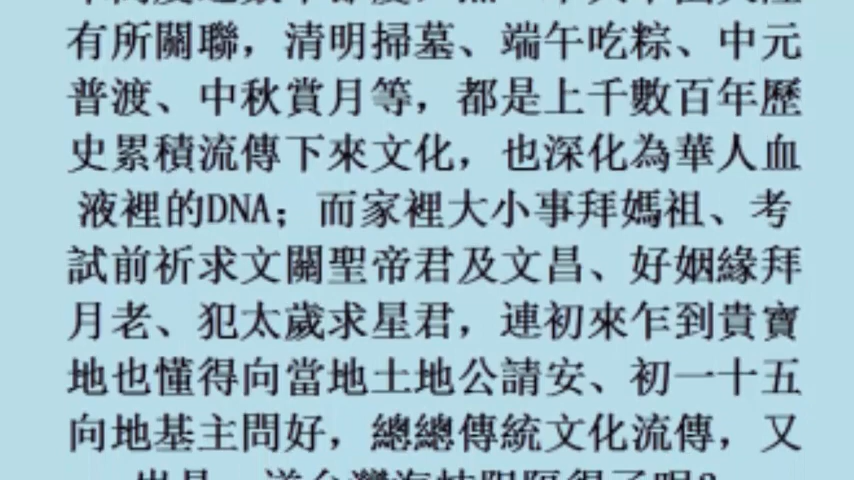 有所關聯，清明掃墓、端午吃粽、中元
普渡、中秋賞月等，都是上千數百年歷
史累積流傳下來文化，也深化為華人血
液裡的DNA；而家裡大小事拜媽祖、考
試前祈求文關聖帝君及文昌、好姻緣拜
月老、犯太歲求星君，連初來乍到貴寶
地也懂得向當地土地公請安、初一十五
向地基主問好，總總傳統文化流傳，又